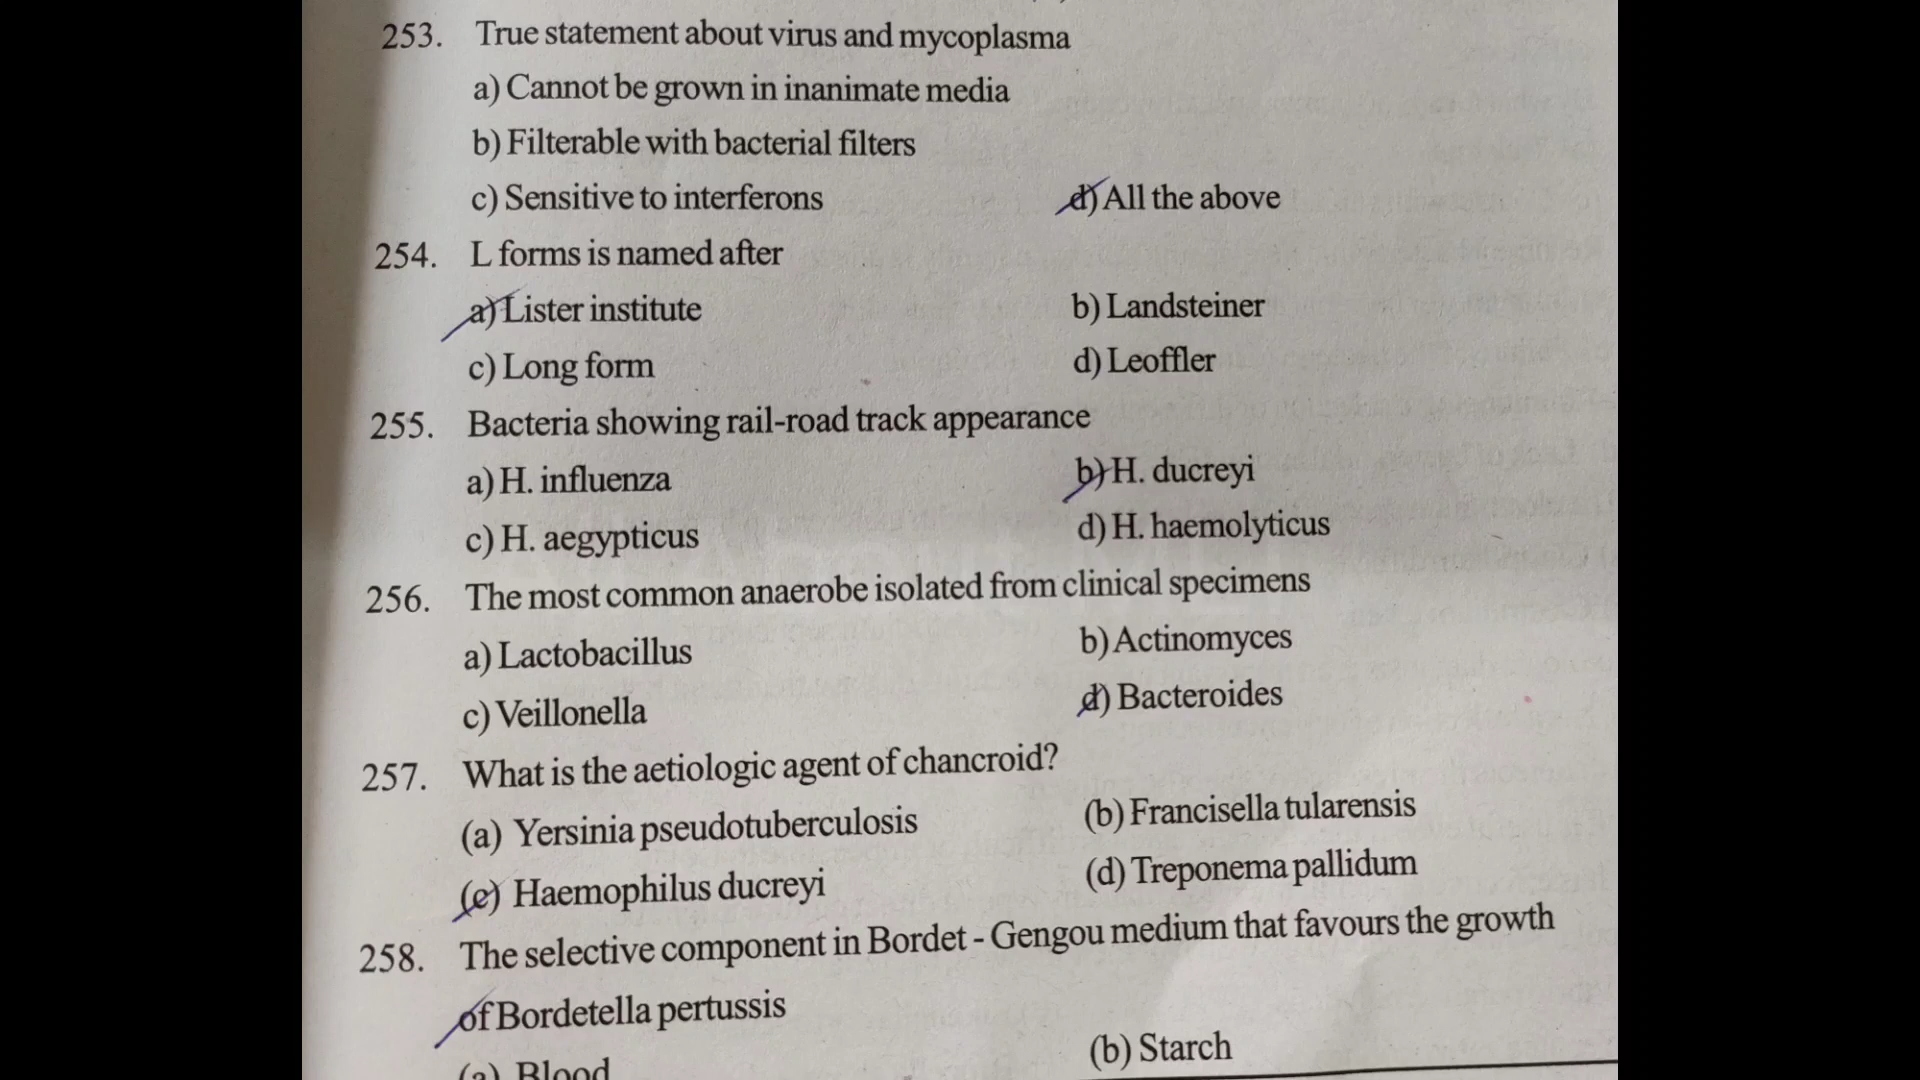 253. True statement about virus and mycoplasma
a) Cannot be grown in inanimate media
b) Filterable with bacterial filters
c) Sensitive to interferons d) All the above
254. L forms is named after
a) Lister institute b) Landsteiner
c) Long form d) Leoffler
255. Bacteria showing rail-road track appearance
a) H. influenza b) H. ducreyi
c) H. aegypticus d) H. haemolyticus
256. The most common anaerobe isolated from clinical specimens
a) Lactobacillus b) Actinomyces
c) Veillonella d) Bacteroides
257. What is the aetiologic agent of chancroid?
(a) Yersinia pseudotuberculosis (b) Francisella tularensis
(c) Haemophilus ducreyi (d) Treponema pallidum
258. The selective component in Bordet - Gengou medium that favours the growth
of Bordetella pertussis
(a) Blood (b) Starch